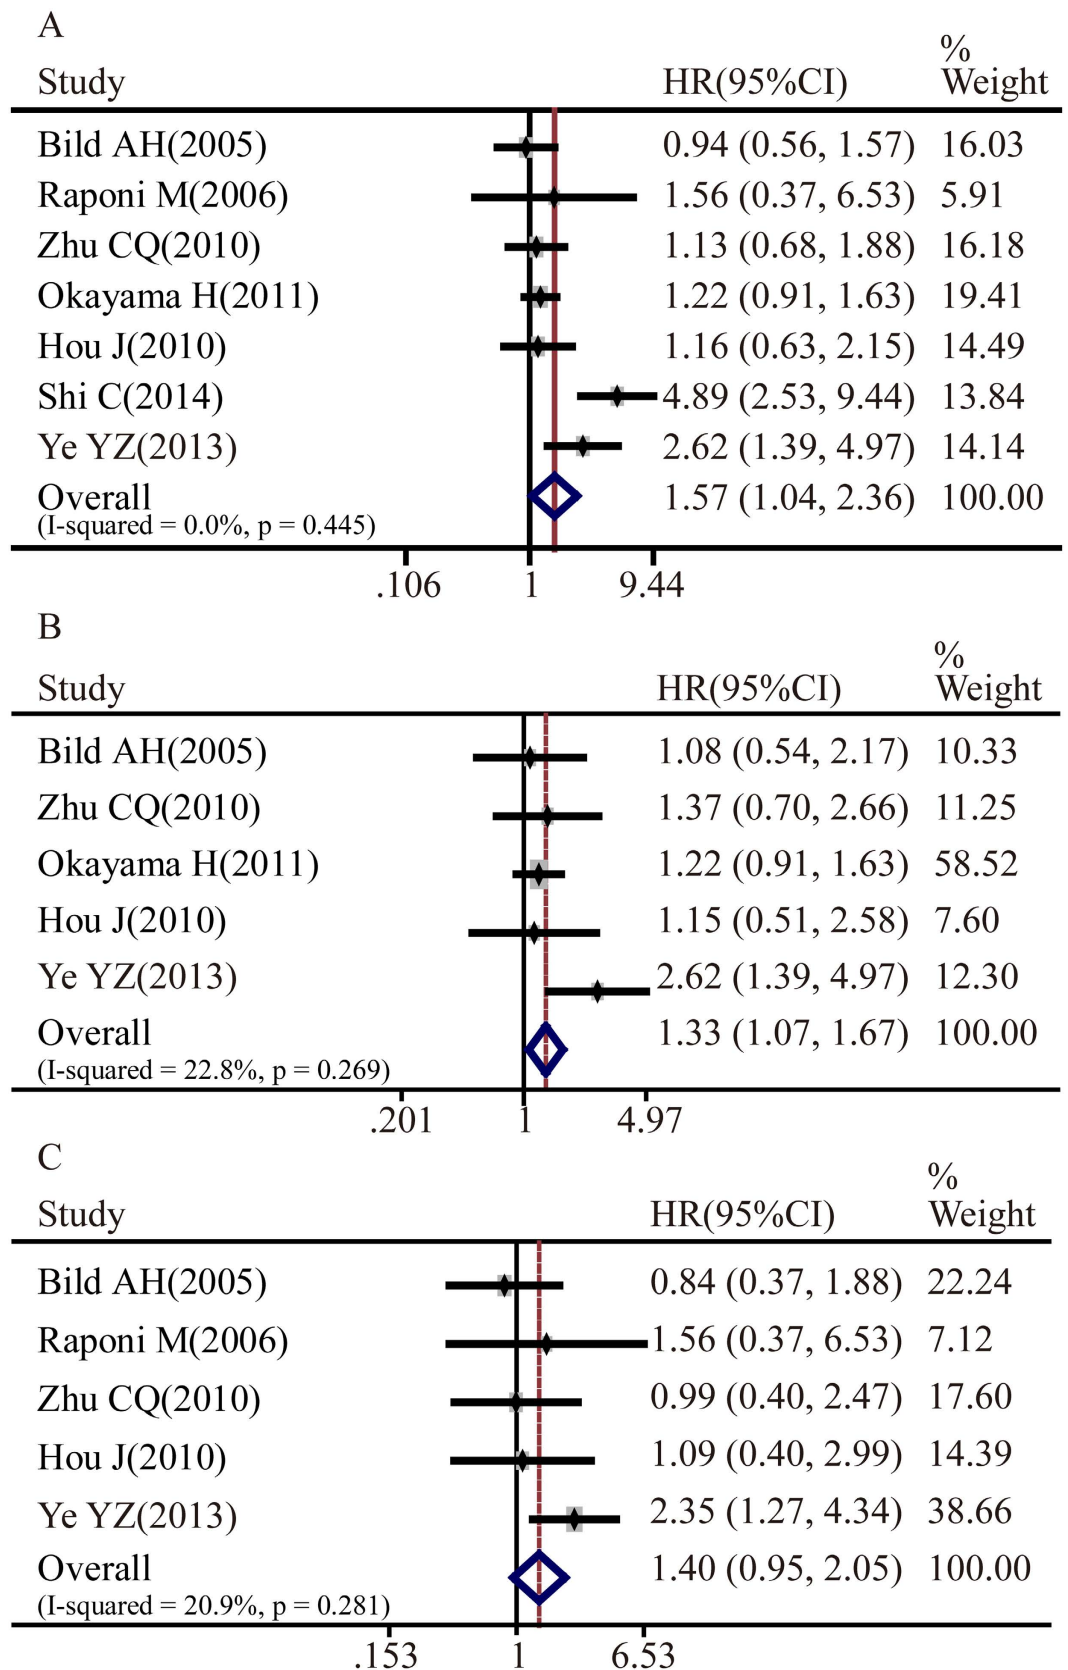 A
Study HR(95%CI) % Weight
Bild AH(2005) 0.94 (0.56, 1.57) 16.03
Raponi M(2006) 1.56 (0.37, 6.53) 5.91
Zhu CQ(2010) 1.13 (0.68, 1.88) 16.18
Okayama H(2011) 1.22 (0.91, 1.63) 19.41
Hou J(2010) 1.16 (0.63, 2.15) 14.49
Shi C(2014) 4.89 (2.53, 9.44) 13.84
Ye YZ(2013) 2.62 (1.39, 4.97) 14.14
Overall 1.57 (1.04, 2.36) 100.00
(I-squared = 0.0%, p = 0.445)
.106 1 9.44
B
Study HR(95%CI) % Weight
Bild AH(2005) 1.08 (0.54, 2.17) 10.33
Zhu CQ(2010) 1.37 (0.70, 2.66) 11.25
Okayama H(2011) 1.22 (0.91, 1.63) 58.52
Hou J(2010) 1.15 (0.51, 2.58) 7.60
Ye YZ(2013) 2.62 (1.39, 4.97) 12.30
Overall 1.33 (1.07, 1.67) 100.00
(I-squared = 22.8%, p = 0.269)
.201 1 4.97
C
Study HR(95%CI) % Weight
Bild AH(2005) 0.84 (0.37, 1.88) 22.24
Raponi M(2006) 1.56 (0.37, 6.53) 7.12
Zhu CQ(2010) 0.99 (0.40, 2.47) 17.60
Hou J(2010) 1.09 (0.40, 2.99) 14.39
Ye YZ(2013) 2.35 (1.27, 4.34) 38.66
Overall 1.40 (0.95, 2.05) 100.00
(I-squared = 20.9%, p = 0.281)
.153 1 6.53